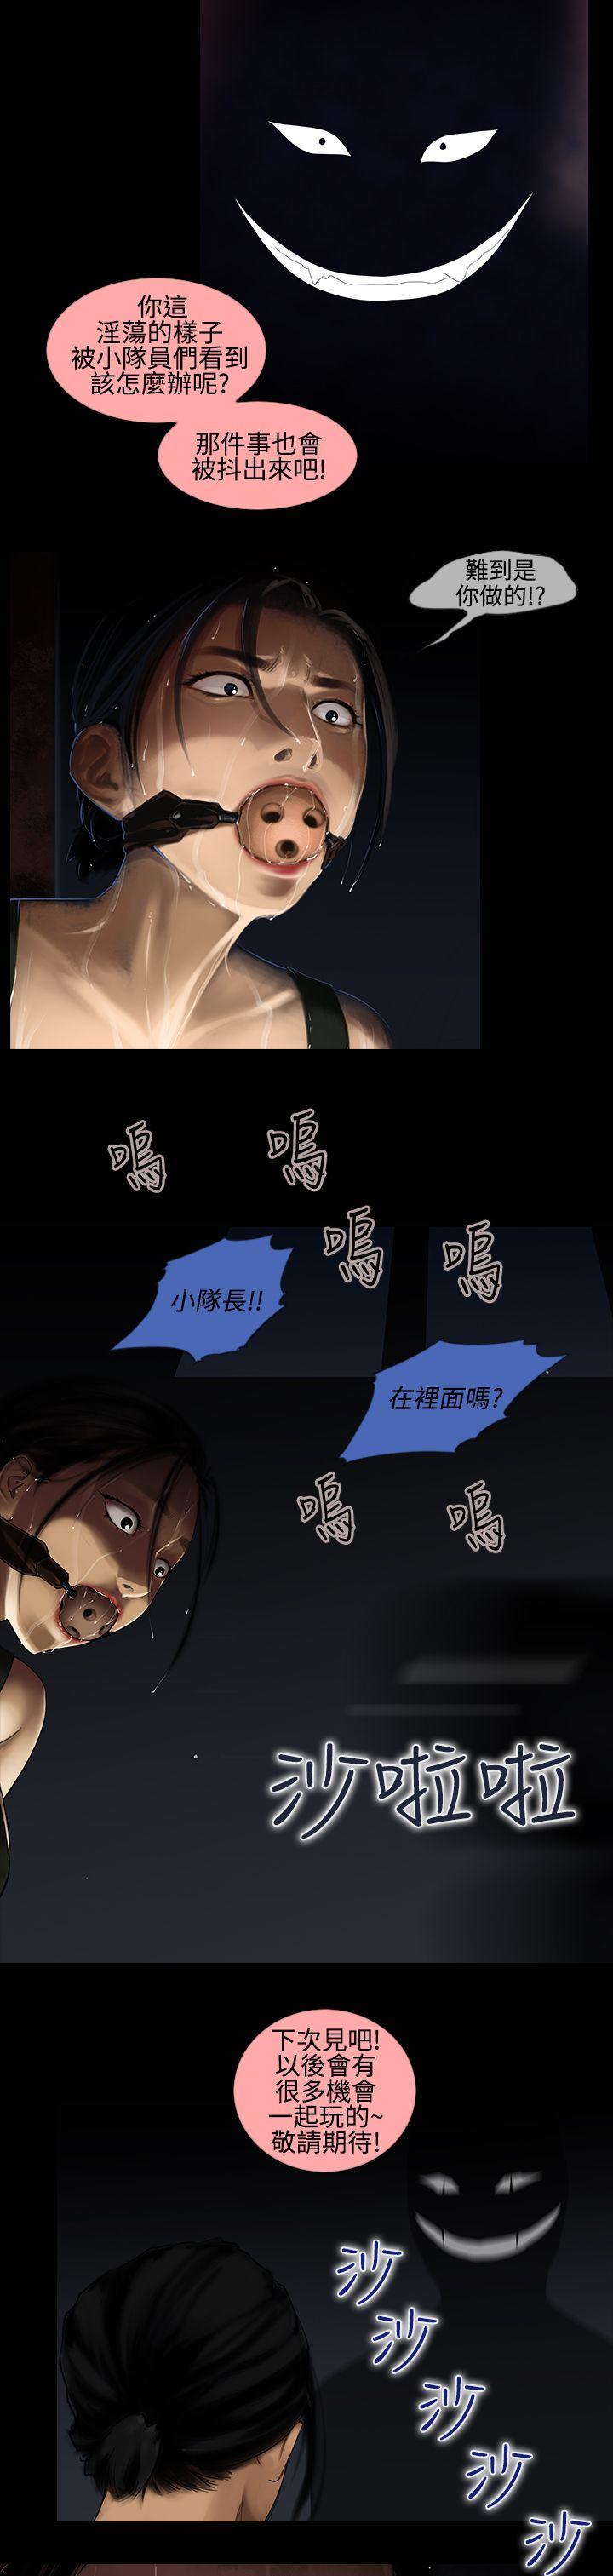 你這
淫蕩的樣子
被小隊員們看到
該怎麼辦呢?
那件事也會
被抖出來吧!
難到是
你做的!?
嗚
嗚
嗚
嗚
小隊長!!
在裡面嗎?
嗚
嗚
沙啦啦
下次見吧!
以後會有
很多機會
一起玩的~
敬請期待!
沙
沙
沙
沙
沙